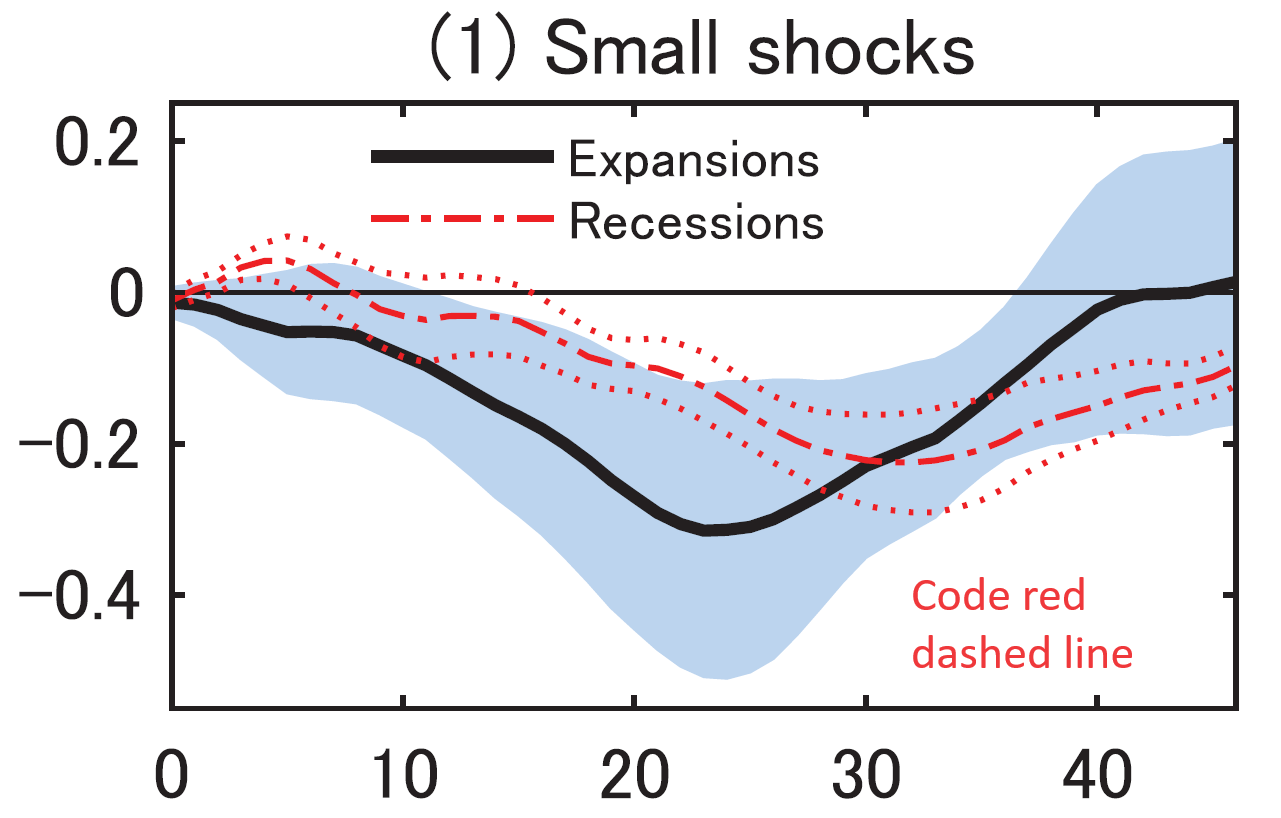 (1) Small shocks
0.2
Expansions
Recessions
0
−0.2
−0.4
Code red
dashed line
0 10 20 30 40